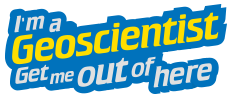 I'm a
Geoscientist
Get me out of here